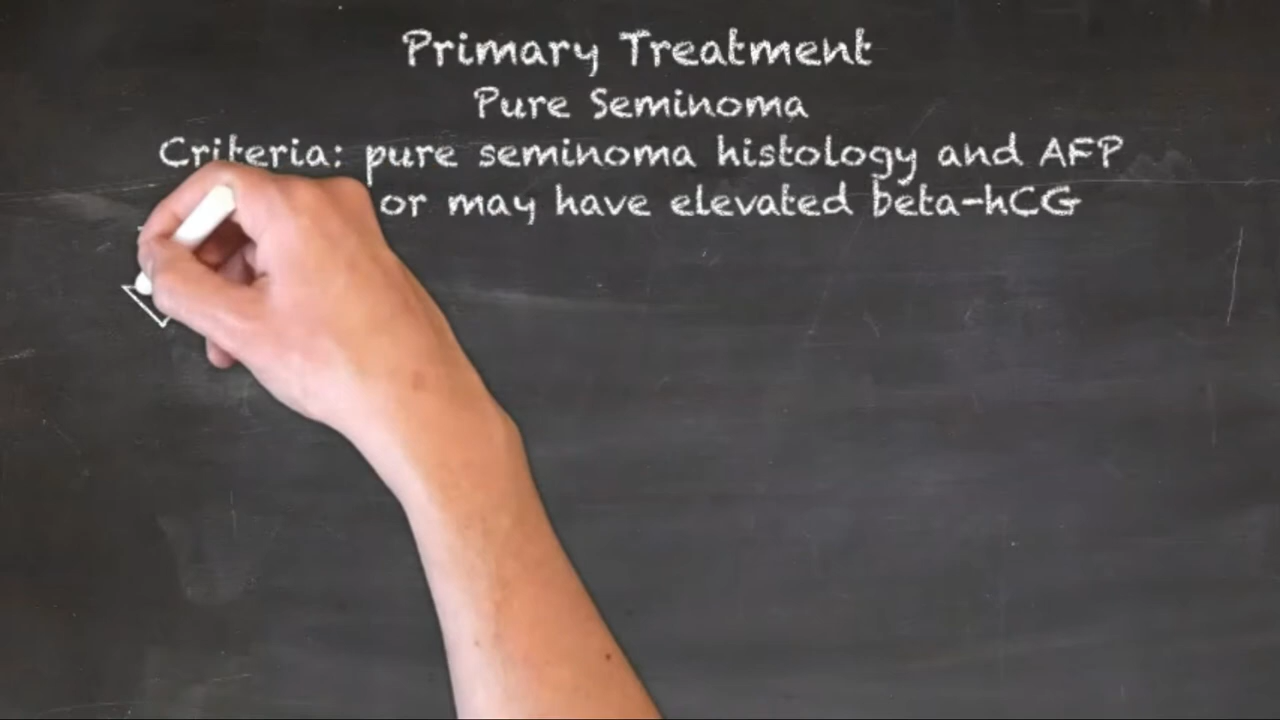 Primary Treatment
Pure Seminoma
Criteria: pure seminoma histology and AFP
or may have elevated beta-hCG